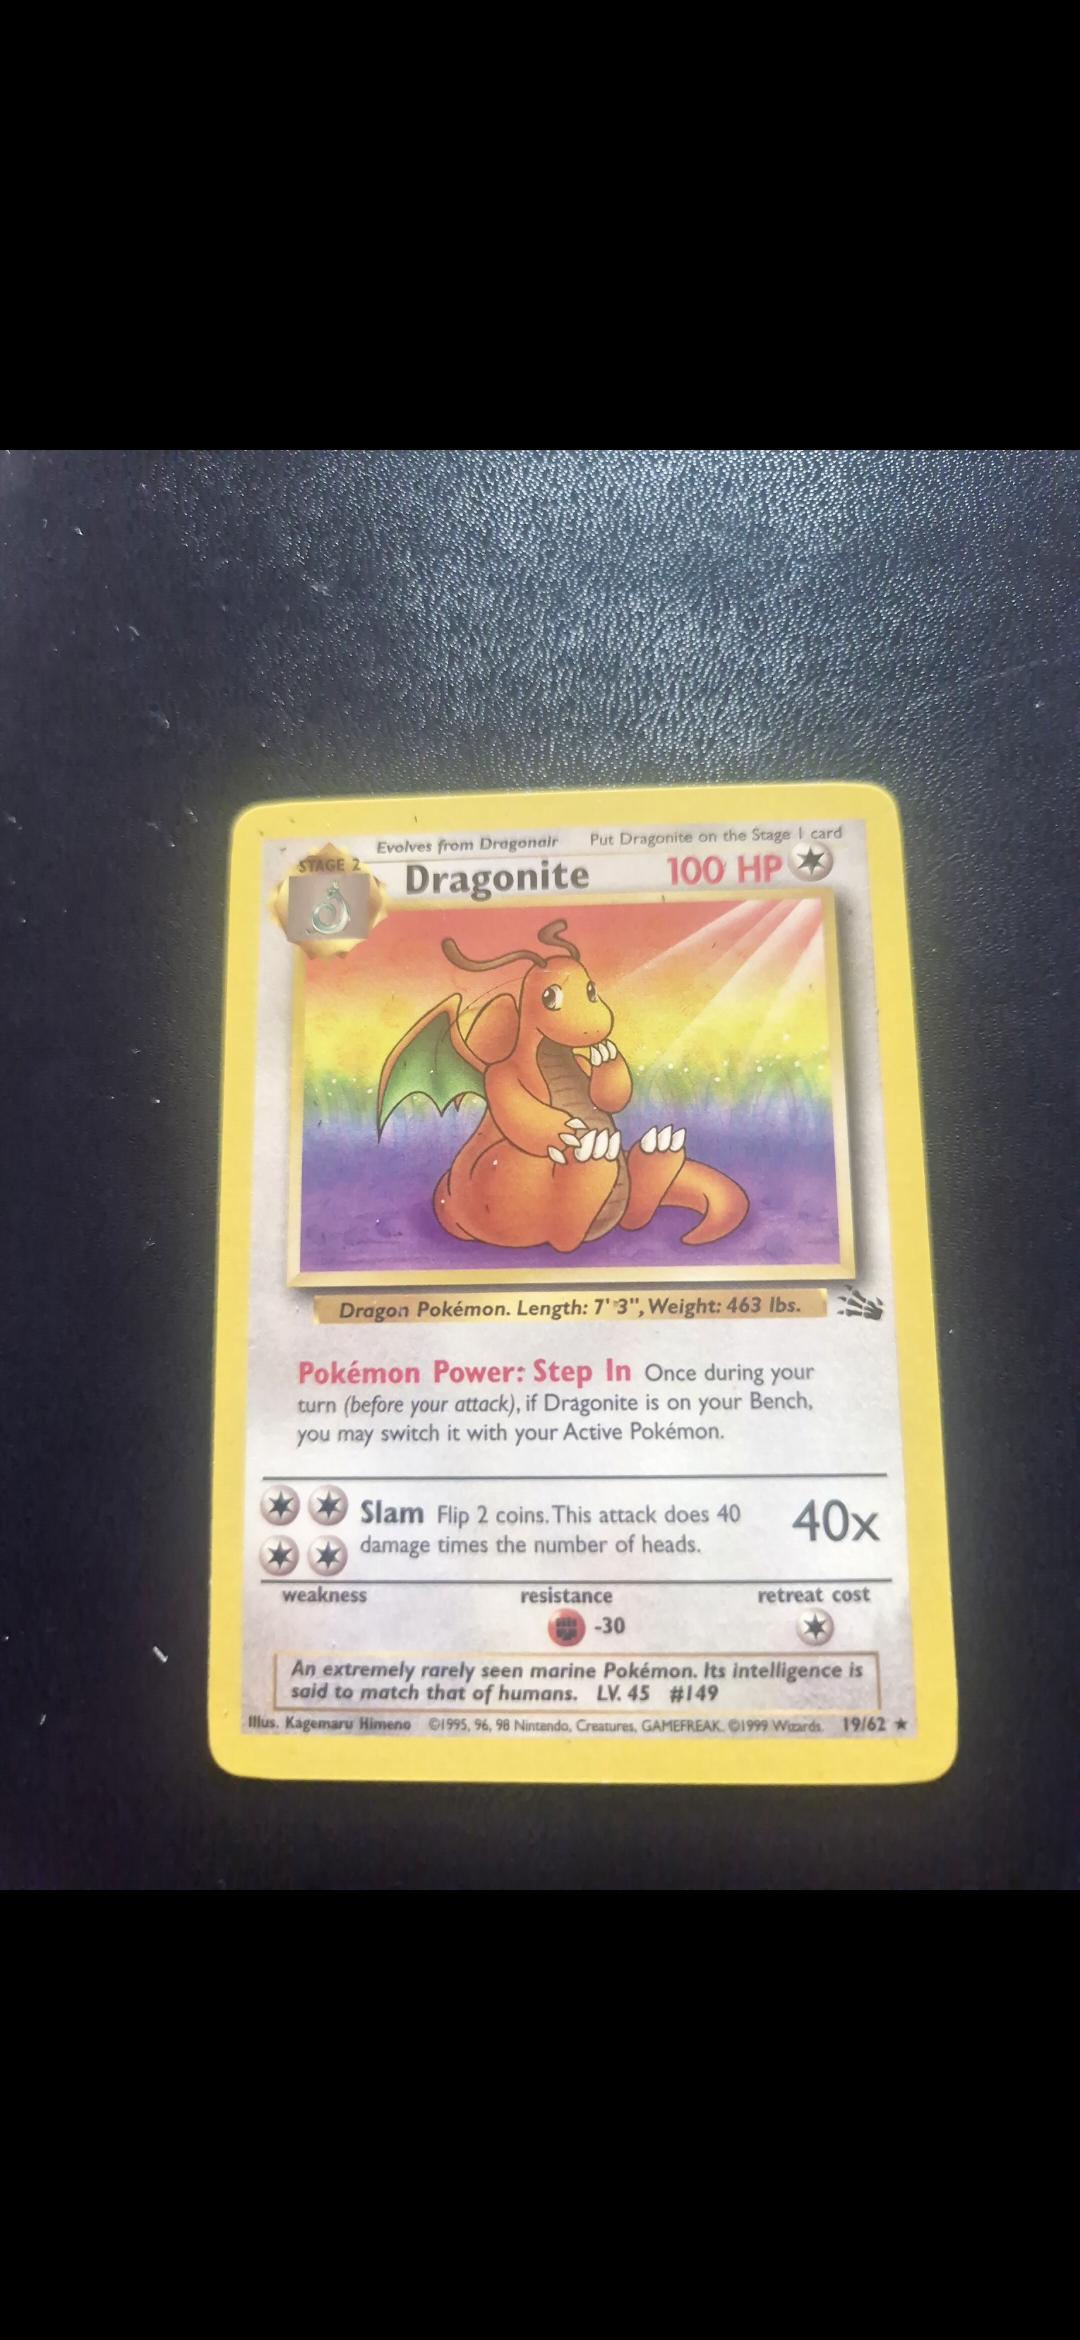 Evolves from Dragonair Put Dragonite on the Stage 1 card
STAGE 2
Dragonite 100 HP
Dragon Pokémon. Length: 7' 3", Weight: 463 lbs.
Pokémon Power: Step In Once during your
turn (before your attack), if Dragonite is on your Bench,
you may switch it with your Active Pokémon.
Slam Flip 2 coins. This attack does 40
damage times the number of heads.
40x
weakness resistance retreat cost
-30
An extremely rarely seen marine Pokémon. Its intelligence is
said to match that of humans. LV. 45 #149
Illus. Kagemaru Himeno ©1995, 96, 98 Nintendo, Creatures, GAMEFREAK. ©1999 Wizards. 19/62 ★